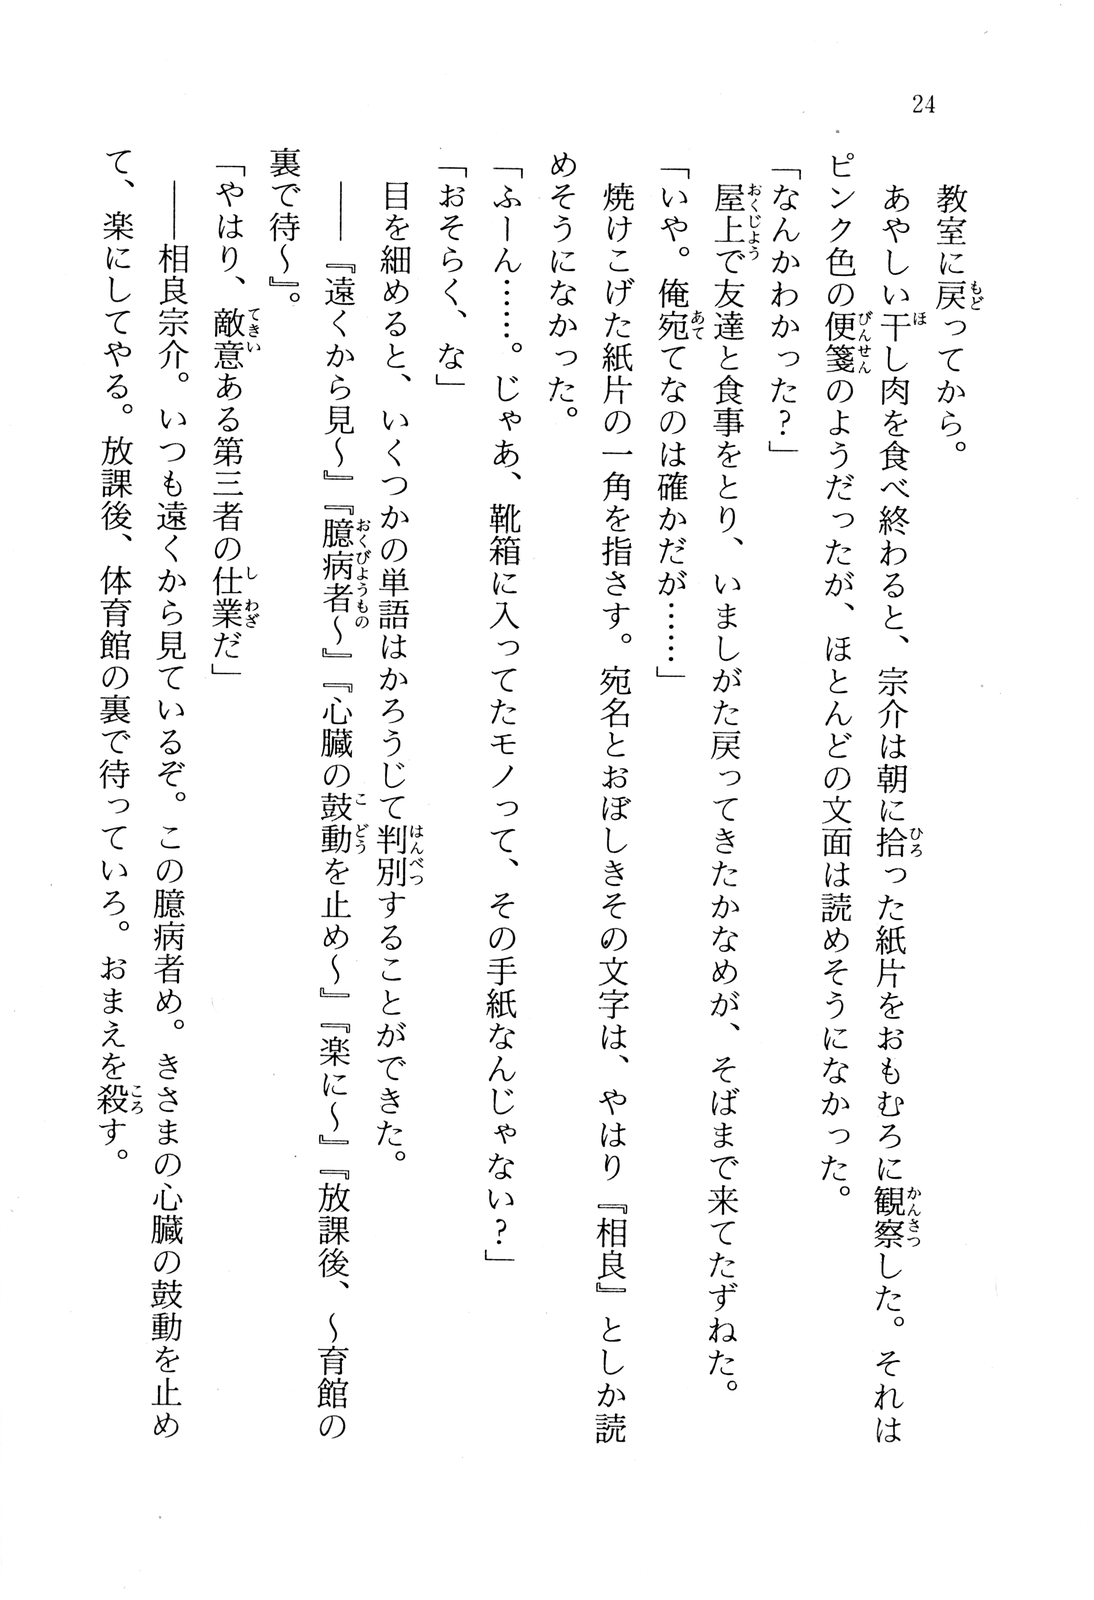 24
教室に戻ってから。
あやしい干し肉を食べ終わると、宗介は朝に拾った紙片をおもむろに観察した。それは
ピンク色の便箋のようだったが、ほとんどの文面は読めそうになかった。
「なんかわかった?」
屋上で友達と食事をとり、いましがた戻ってきたかなめが、そばまで来てたずねた。
「いや。俺宛てなのは確かだが……」
焼けこげた紙片の一角を指さす。宛名とおぼしきその文字は、やはり『相良』としか読
めそうになかった。
「ふーん……。じゃあ、靴箱に入ってたモノって、その手紙なんじゃない?」
「おそらく、な」
目を細めると、いくつかの単語はかろうじて判別することができた。
――『遠くから見〜』『臆病者〜』『心臓の鼓動を止め〜』『楽に〜』『放課後、〜育館の
裏で待〜』。
「やはり、敵意ある第三者の仕業だ」
――相良宗介。いつも遠くから見ているぞ。この臆病者め。きさまの心臓の鼓動を止め
て、楽にしてやる。放課後、体育館の裏で待っていろ。おまえを殺す。